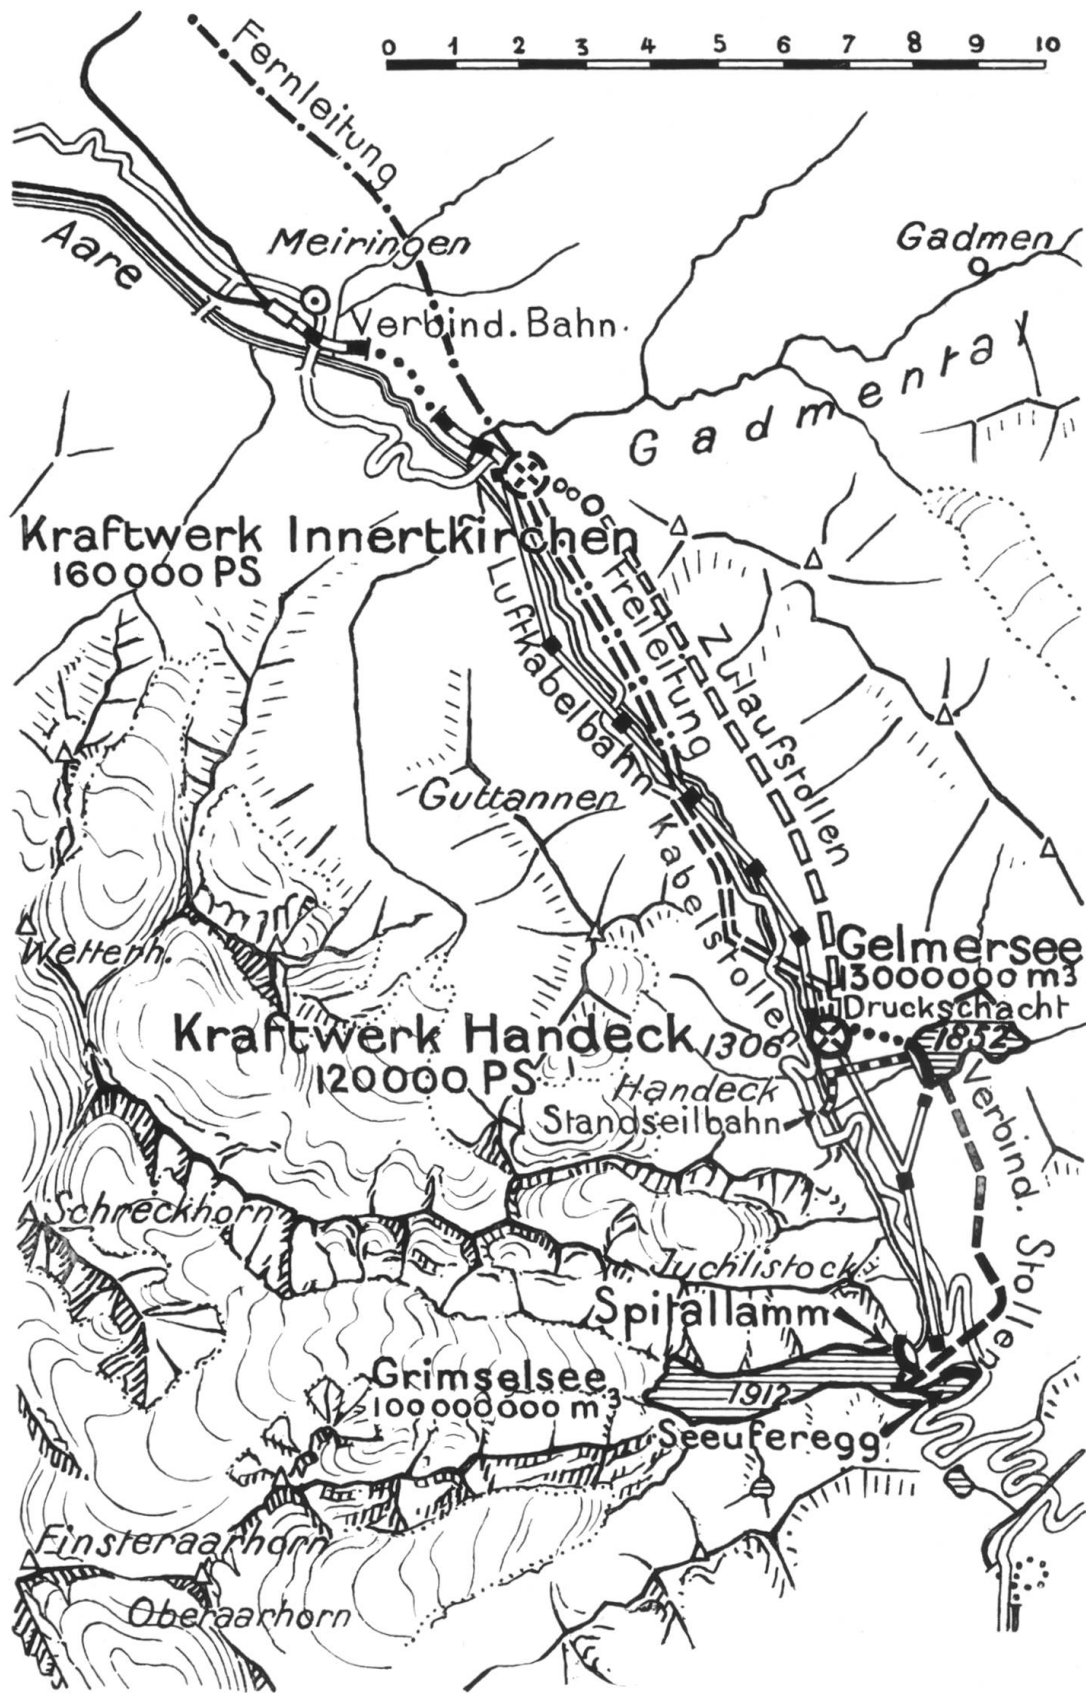 0 1 2 3 4 5 6 7 8 9 10
Fernleitung
Aare
Meiringen
Gadmen
Verbind. Bahn.
Gadmental
Kraftwerk Innertkirchen
160000 PS
Luftkabelbahn
Freileitung
Zulaufstollen
Guttannen
Kabelstollen
Wetterh.
Gelmersee
13000000 m³
Druckschacht
1852
Kraftwerk Handeck
120000 PS
1306
Handeck
Standseilbahn
Verbind. Stollen
Schreckhorn
Juchlistock
Spitallamm
Grimselsee
100000000 m³
1912
Seeuferegg
Finsteraarhorn
Oberaarhorn